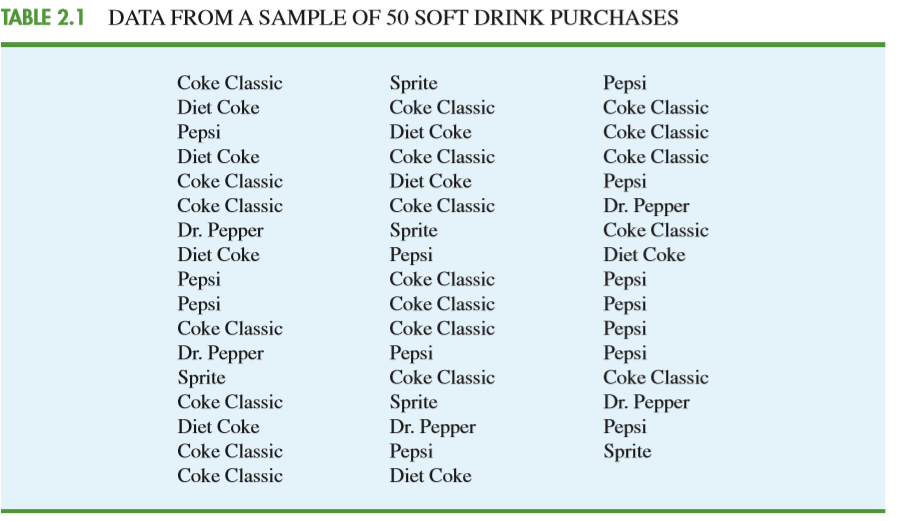 TABLE 2.1 DATA FROM A SAMPLE OF 50 SOFT DRINK PURCHASES
Coke Classic Sprite Pepsi
Diet Coke Coke Classic Coke Classic
Pepsi Diet Coke Coke Classic
Diet Coke Coke Classic Coke Classic
Coke Classic Diet Coke Pepsi
Coke Classic Coke Classic Dr. Pepper
Dr. Pepper Sprite Coke Classic
Diet Coke Pepsi Diet Coke
Pepsi Coke Classic Pepsi
Pepsi Coke Classic Pepsi
Coke Classic Coke Classic Pepsi
Dr. Pepper Pepsi Pepsi
Sprite Coke Classic Coke Classic
Coke Classic Sprite Dr. Pepper
Diet Coke Dr. Pepper Pepsi
Coke Classic Pepsi Sprite
Coke Classic Diet Coke